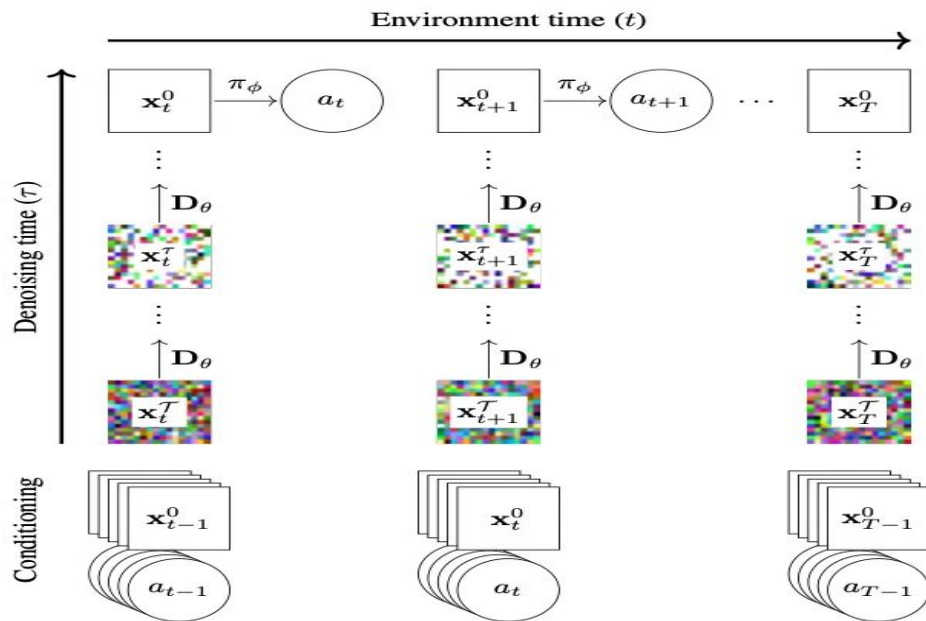 Environment time (t)
Denoising time (τ)
x_t^0 π_ϕ a_t x_{t+1}^0 π_ϕ a_{t+1} ... x_T^0
D_θ D_θ D_θ
x_t^τ x_{t+1}^τ x_T^τ
D_θ D_θ D_θ
x_t^𝒯 x_{t+1}^𝒯 x_T^𝒯
Conditioning
x_{t-1}^0 x_t^0 x_{T-1}^0
a_{t-1} a_t a_{T-1}